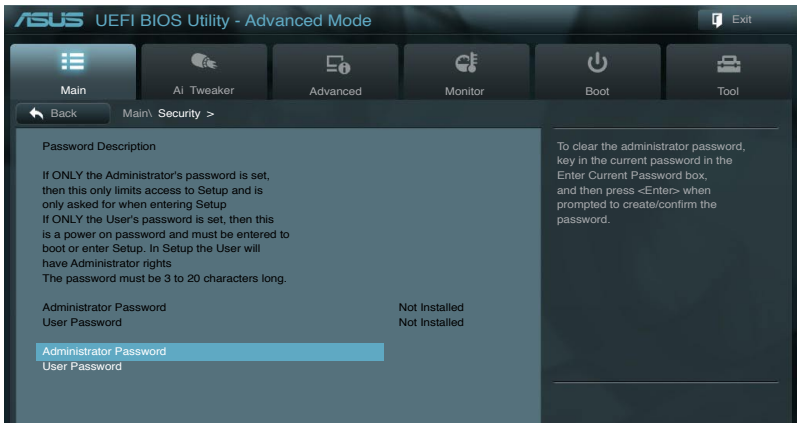 ASUS UEFI BIOS Utility - Advanced Mode
Exit
Main
Ai Tweaker
Advanced
Monitor
Boot
Tool
Back
Main\ Security >
Password Description
If ONLY the Administrator's password is set,
then this only limits access to Setup and is
only asked for when entering Setup
If ONLY the User's password is set, then this
is a power on password and must be entered to
boot or enter Setup. In Setup the User will
have Administrator rights
The password must be 3 to 20 characters long.
Administrator Password Not Installed
User Password Not Installed
Administrator Password
User Password
To clear the administrator password,
key in the current password in the
Enter Current Password box,
and then press <Enter> when
prompted to create/confirm the
password.